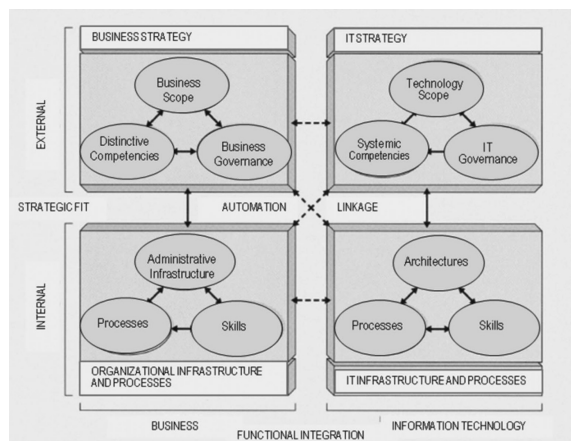 BUSINESS STRATEGY
IT STRATEGY
EXTERNAL
Business
Scope
Distinctive
Competencies
Business
Governance
Technology
Scope
Systemic
Competencies
IT
Governance
STRATEGIC FIT
AUTOMATION
LINKAGE
INTERNAL
Administrative
Infrastructure
Processes
Skills
Architectures
Processes
Skills
ORGANIZATIONAL INFRASTRUCTURE
AND PROCESSES
IT INFRASTRUCTURE AND PROCESSES
BUSINESS
INFORMATION TECHNOLOGY
FUNCTIONAL INTEGRATION